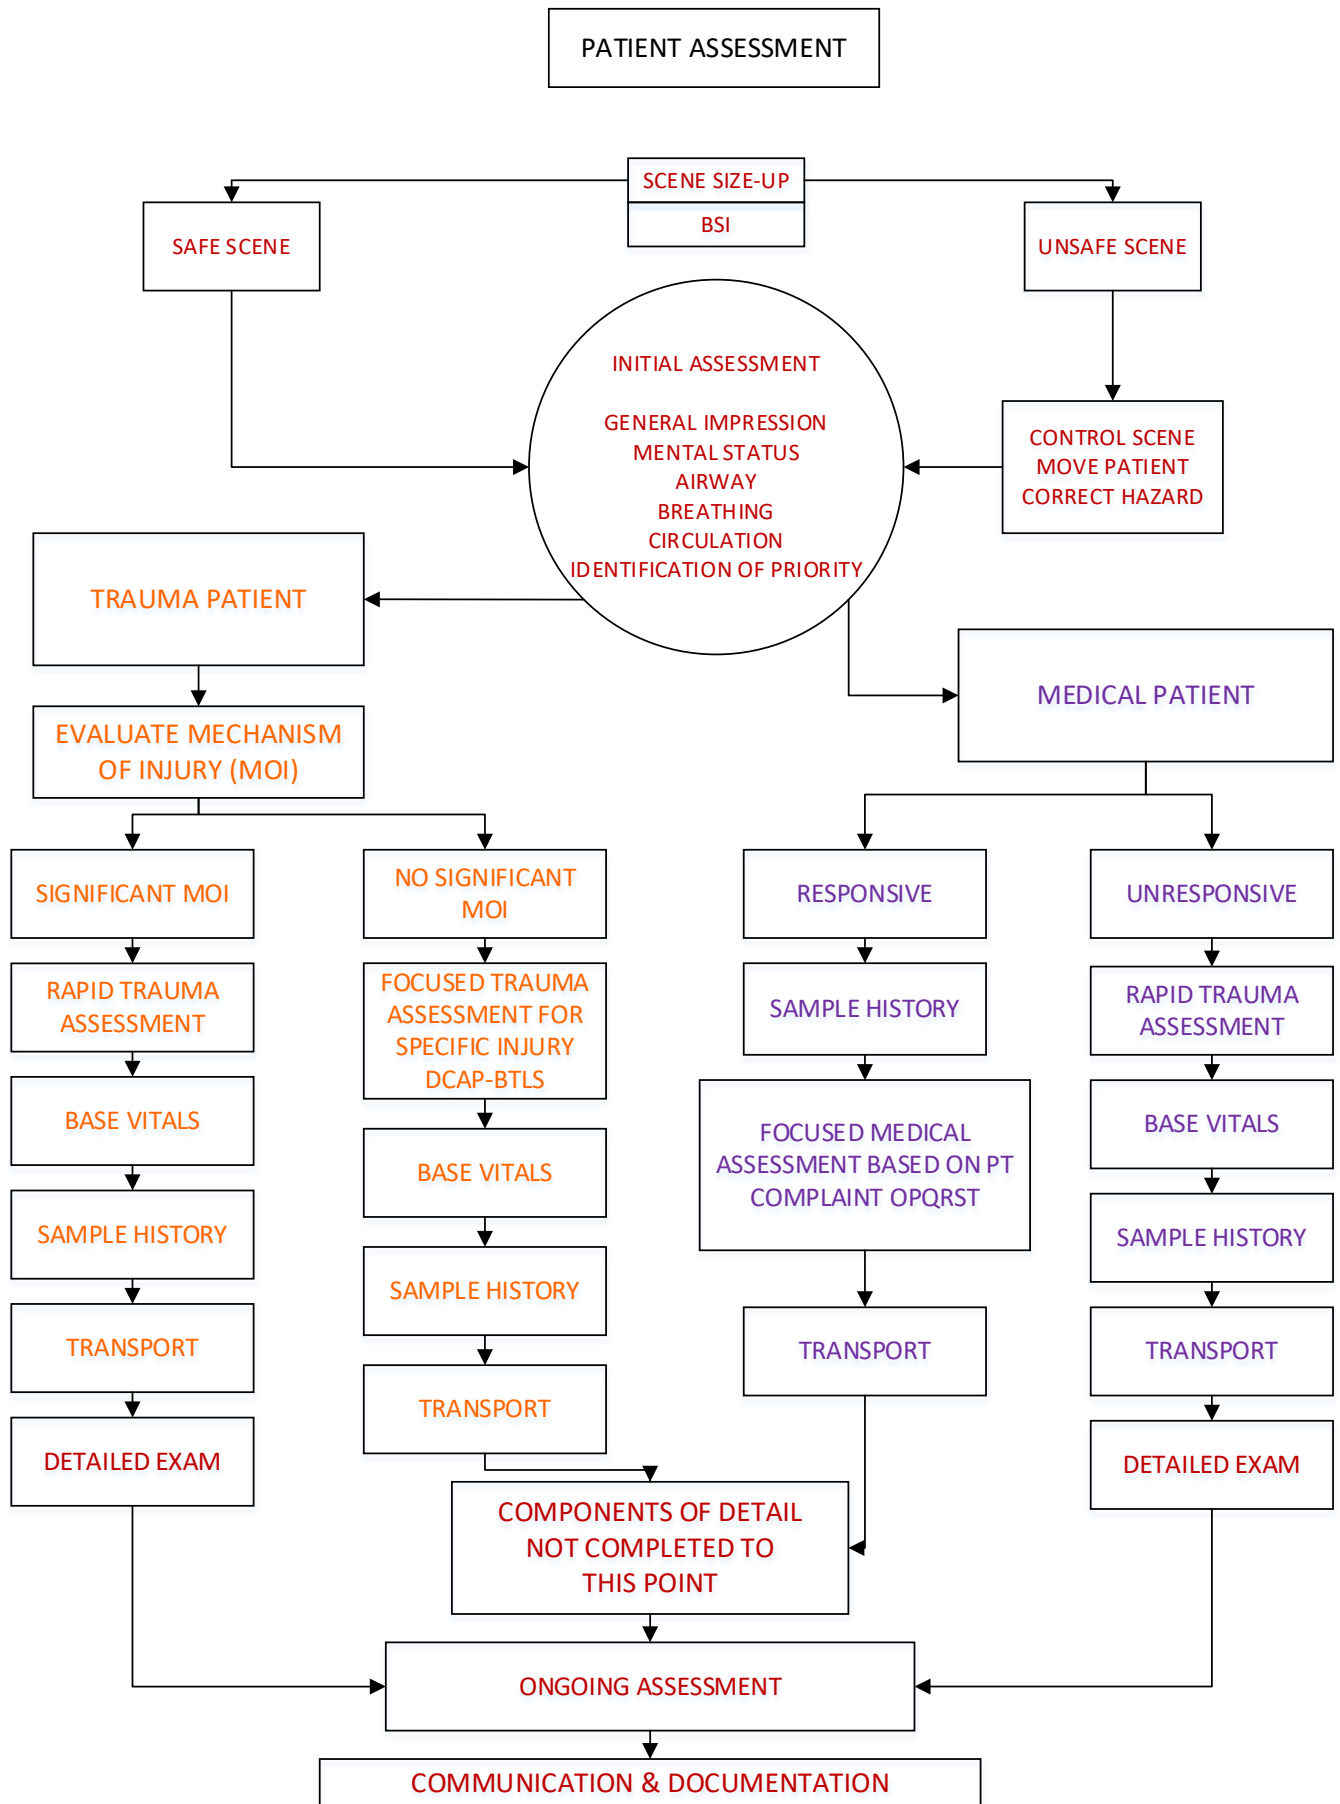 PATIENT ASSESSMENT
SCENE SIZE-UP
BSI
SAFE SCENE
UNSAFE SCENE
INITIAL ASSESSMENT
GENERAL IMPRESSION
MENTAL STATUS
AIRWAY
BREATHING
CIRCULATION
IDENTIFICATION OF PRIORITY
CONTROL SCENE
MOVE PATIENT
CORRECT HAZARD
TRAUMA PATIENT
MEDICAL PATIENT
EVALUATE MECHANISM
OF INJURY (MOI)
SIGNIFICANT MOI
NO SIGNIFICANT
MOI
RESPONSIVE
UNRESPONSIVE
RAPID TRAUMA
ASSESSMENT
FOCUSED TRAUMA
ASSESSMENT FOR
SPECIFIC INJURY
DCAP-BTLS
SAMPLE HISTORY
RAPID TRAUMA
ASSESSMENT
BASE VITALS
BASE VITALS
FOCUSED MEDICAL
ASSESSMENT BASED ON PT
COMPLAINT OPQRST
BASE VITALS
SAMPLE HISTORY
SAMPLE HISTORY
SAMPLE HISTORY
TRANSPORT
TRANSPORT
TRANSPORT
TRANSPORT
DETAILED EXAM
DETAILED EXAM
COMPONENTS OF DETAIL
NOT COMPLETED TO
THIS POINT
ONGOING ASSESSMENT
COMMUNICATION & DOCUMENTATION